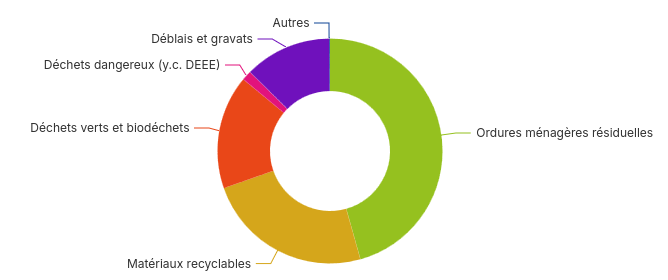 Autres
Déblais et gravats
Déchets dangereux (y.c. DEEE)
Déchets verts et biodéchets
Ordures ménagères résiduelles
Matériaux recyclables